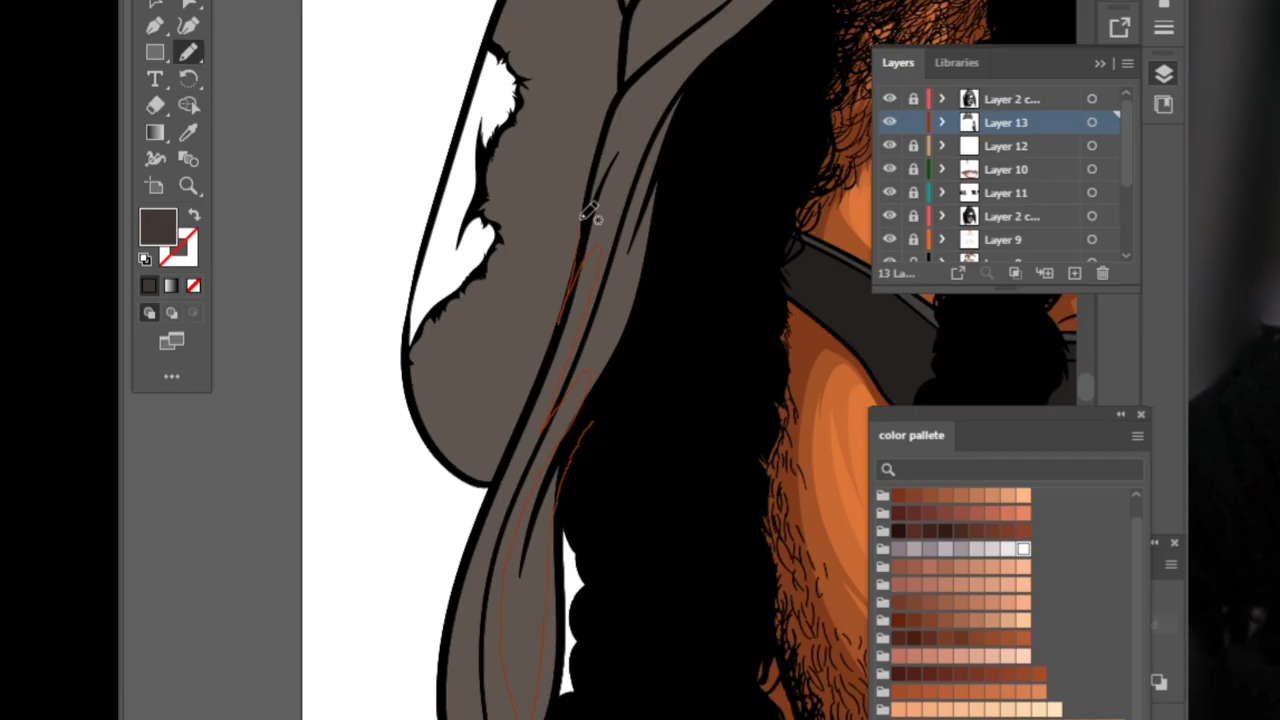 Layers Libraries
Layer 2 c...
Layer 13
Layer 12
Layer 10
Layer 11
Layer 2 c...
Layer 9
13 La...
color pallete